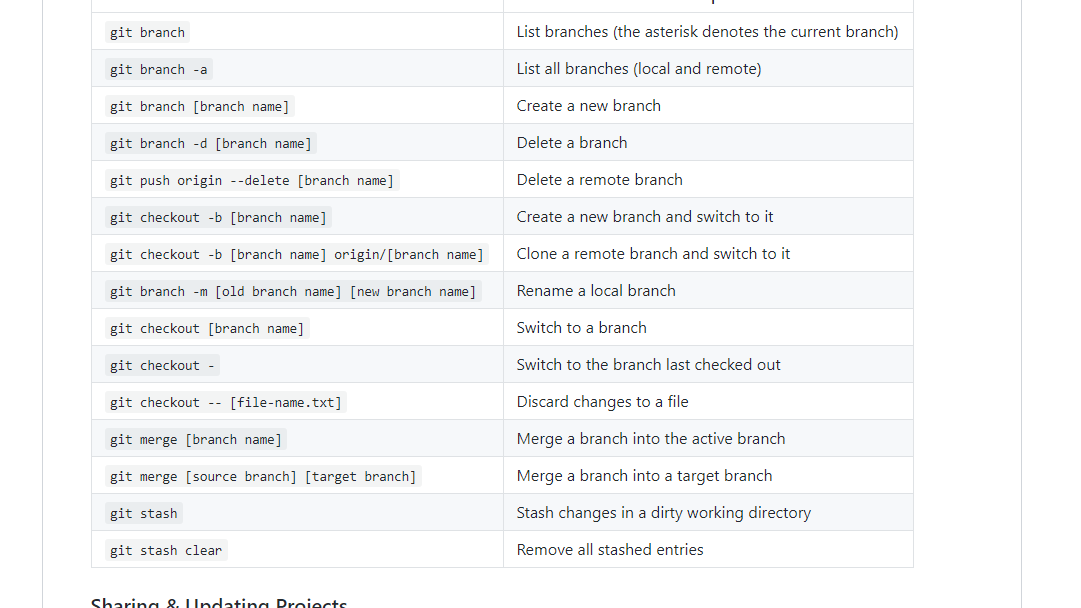 git branch List branches (the asterisk denotes the current branch)
git branch -a List all branches (local and remote)
git branch [branch name] Create a new branch
git branch -d [branch name] Delete a branch
git push origin --delete [branch name] Delete a remote branch
git checkout -b [branch name] Create a new branch and switch to it
git checkout -b [branch name] origin/[branch name] Clone a remote branch and switch to it
git branch -m [old branch name] [new branch name] Rename a local branch
git checkout [branch name] Switch to a branch
git checkout - Switch to the branch last checked out
git checkout -- [file-name.txt] Discard changes to a file
git merge [branch name] Merge a branch into the active branch
git merge [source branch] [target branch] Merge a branch into a target branch
git stash Stash changes in a dirty working directory
git stash clear Remove all stashed entries
Sharing & Updating Projects